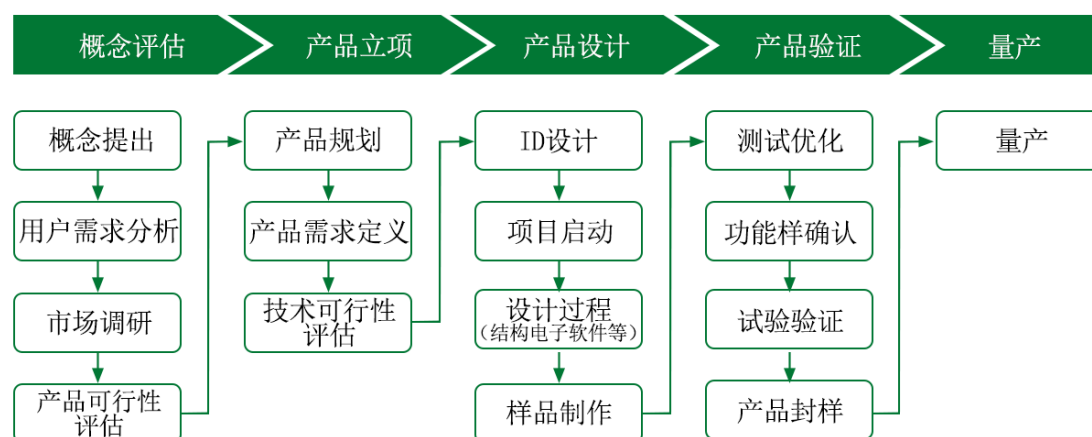 概念评估
产品立项
产品设计
产品验证
量产
概念提出
用户需求分析
市场调研
产品可行性
评估
产品规划
产品需求定义
技术可行性
评估
ID设计
项目启动
设计过程
(结构电子软件等)
样品制作
测试优化
功能样确认
试验验证
产品封样
量产